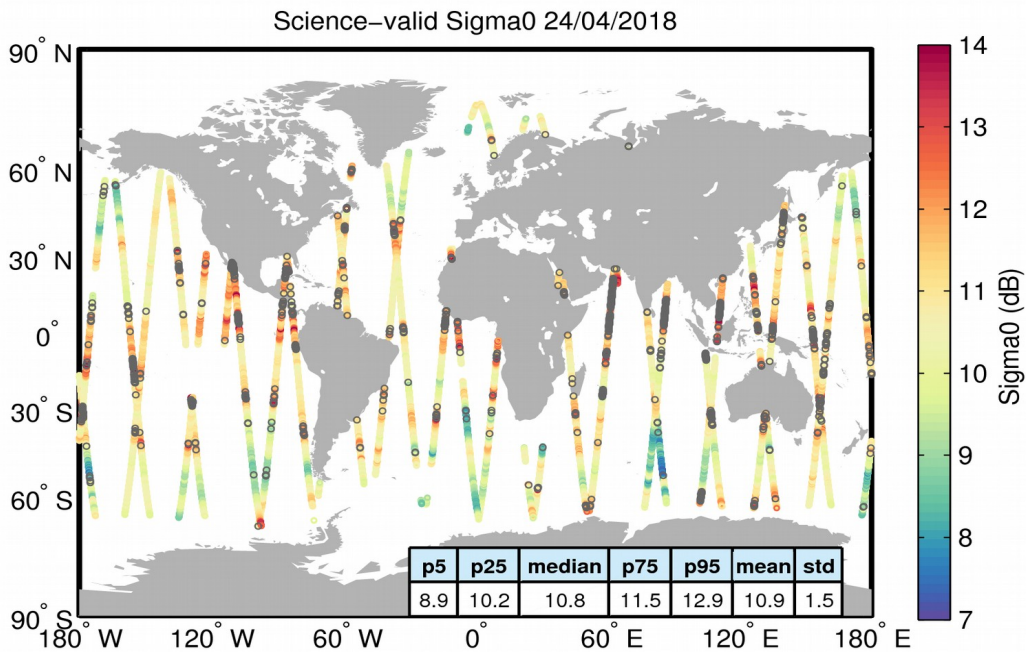 Science−valid Sigma0 24/04/2018
90° N
60° N
30° N
0°
30° S
60° S
90° S
180° W
120° W
60° W
0°
60° E
120° E
180° E
p5 p25 median p75 p95 mean std
8.9 10.2 10.8 11.5 12.9 10.9 1.5
14
13
12
11
10
9
8
7
Sigma0 (dB)